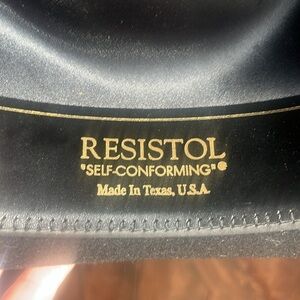 RESISTOL
"SELF-CONFORMING"®
Made In Texas, U.S.A.